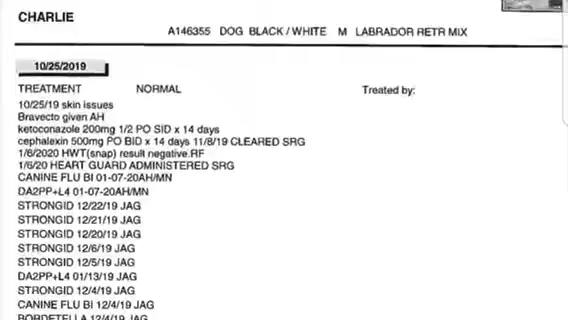 CHARLIE
A146355 DOG BLACK/WHITE M LABRADOR RETR MIX
10/25/2019
TREATMENT NORMAL Treated by:
10/25/19 skin issues
Bravecto given AH
ketoconazole 200mg 1/2 PO SID x 14 days
cephalexin 500mg PO BID x 14 days 11/8/19 CLEARED SRG
1/6/2020 HWT(snap) result negative.RF
1/6/20 HEART GUARD ADMINISTERED SRG
CANINE FLU BI 01-07-20AH/MN
DA2PP+L4 01-07-20AH/MN
STRONGID 12/22/19 JAG
STRONGID 12/21/19 JAG
STRONGID 12/20/19 JAG
STRONGID 12/6/19 JAG
STRONGID 12/5/19 JAG
DA2PP+L4 01/13/19 JAG
STRONGID 12/4/19 JAG
CANINE FLU BI 12/4/19 JAG
BORDETELLA 12/4/19 JAG